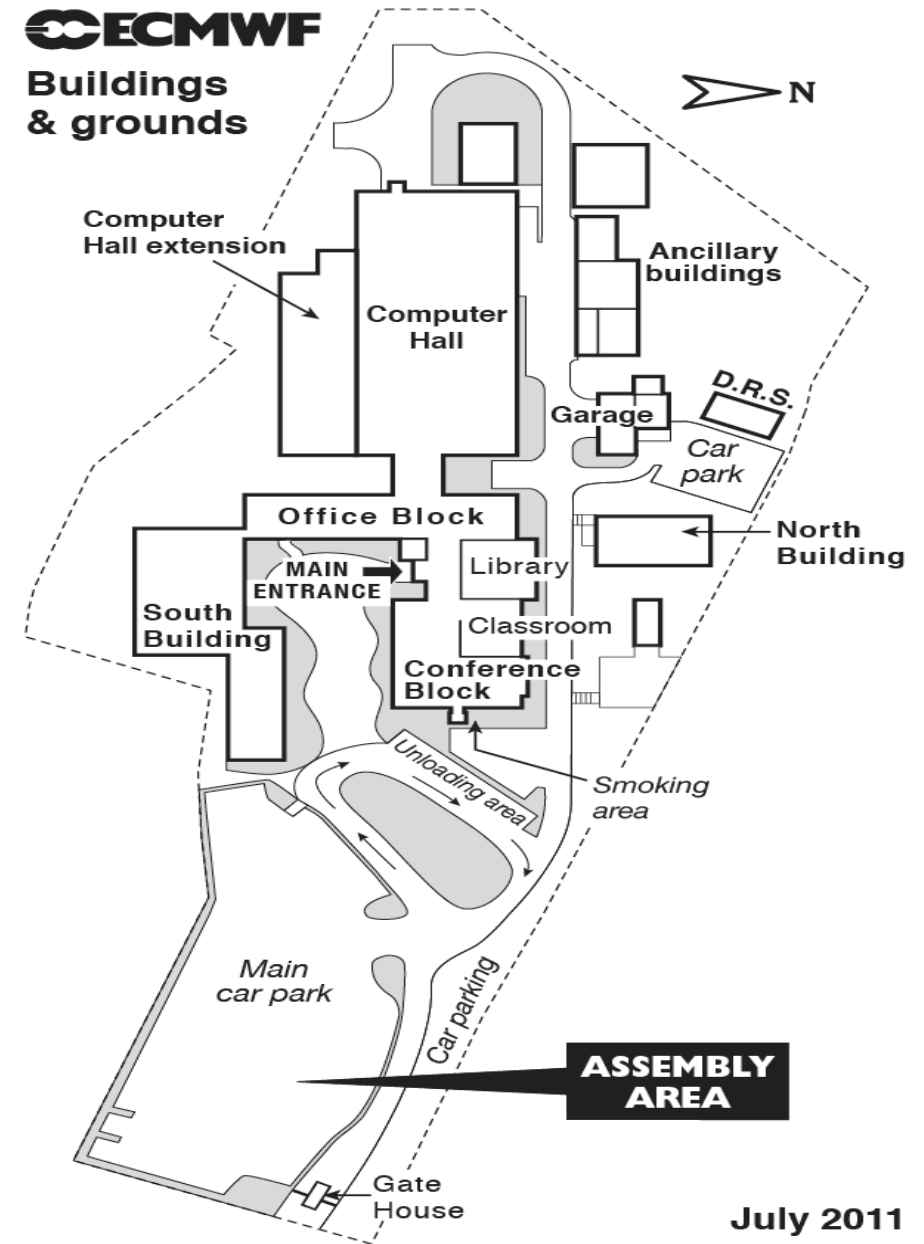 ECMWF
Buildings
& grounds
N
Computer
Hall extension
Ancillary
buildings
Computer
Hall
D.R.S.
Garage
Car
park
Office Block
North
Building
MAIN
ENTRANCE
Library
South
Building
Classroom
Conference
Block
Unloading area
Smoking
area
Main
car park
Car parking
ASSEMBLY
AREA
Gate
House
July 2011